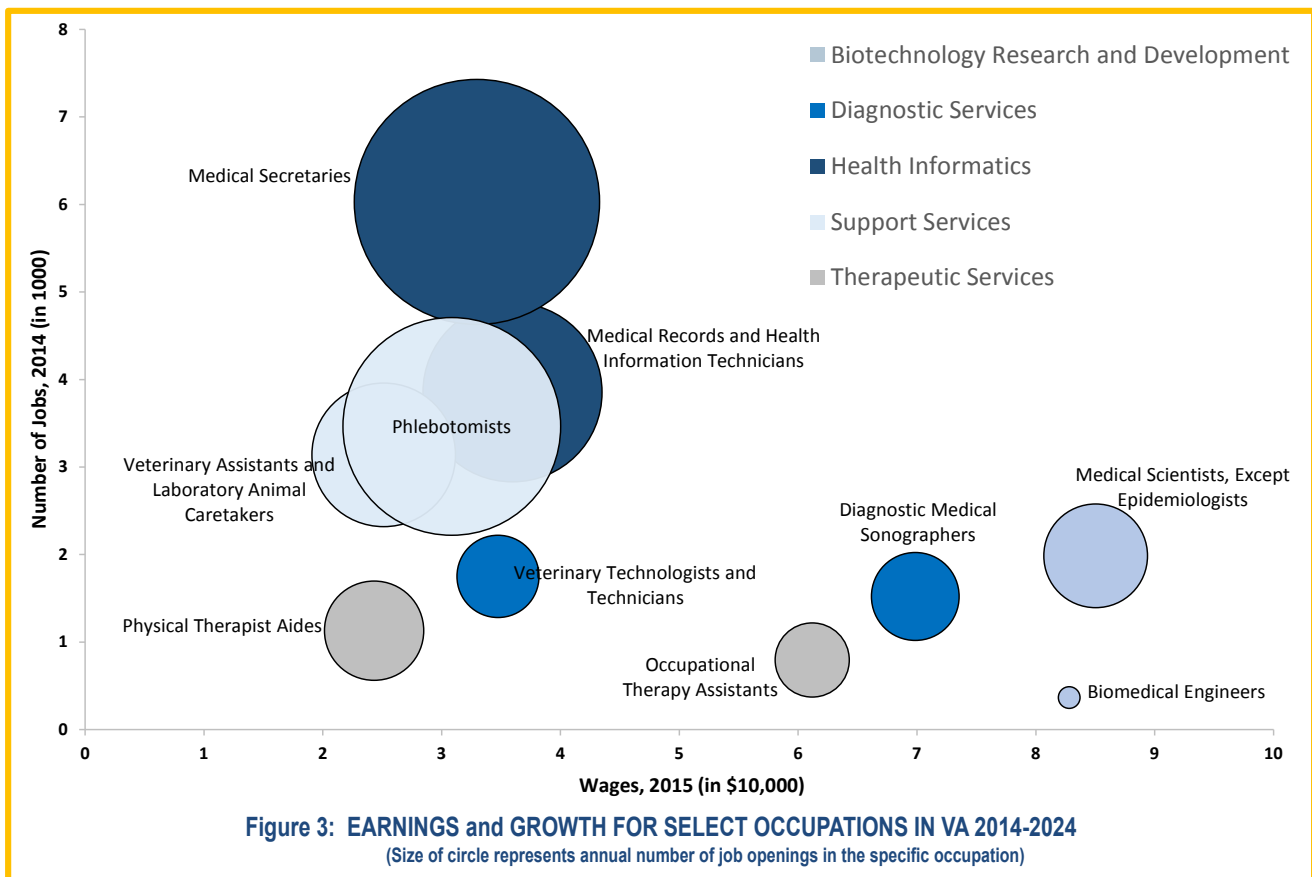 8
7
6
5
4
3
2
1
0
Number of Jobs, 2014 (in 1000)
Biotechnology Research and Development
Diagnostic Services
Health Informatics
Support Services
Therapeutic Services
Medical Secretaries
Medical Records and Health
Information Technicians
Phlebotomists
Veterinary Assistants and
Laboratory Animal
Caretakers
Medical Scientists, Except
Epidemiologists
Diagnostic Medical
Sonographers
Veterinary Technologists and
Technicians
Physical Therapist Aides
Occupational
Therapy Assistants
Biomedical Engineers
0 1 2 3 4 5 6 7 8 9 10
Wages, 2015 (in $10,000)
Figure 3: EARNINGS and GROWTH FOR SELECT OCCUPATIONS IN VA 2014-2024
(Size of circle represents annual number of job openings in the specific occupation)